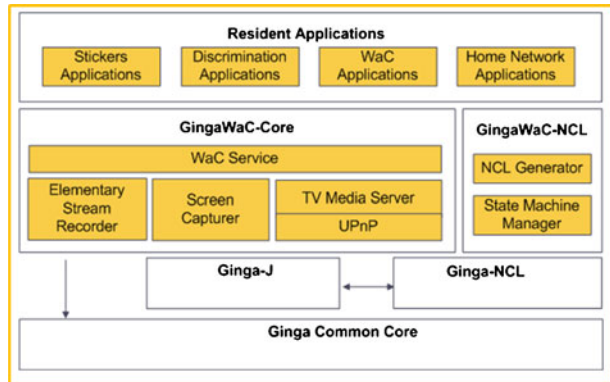 Resident Applications
Stickers
Applications
Discrimination
Applications
WaC
Applications
Home Network
Applications
GingaWaC-Core
WaC Service
Elementary
Stream
Recorder
Screen
Capturer
TV Media Server
UPnP
GingaWaC-NCL
NCL Generator
State Machine
Manager
Ginga-J
Ginga-NCL
Ginga Common Core